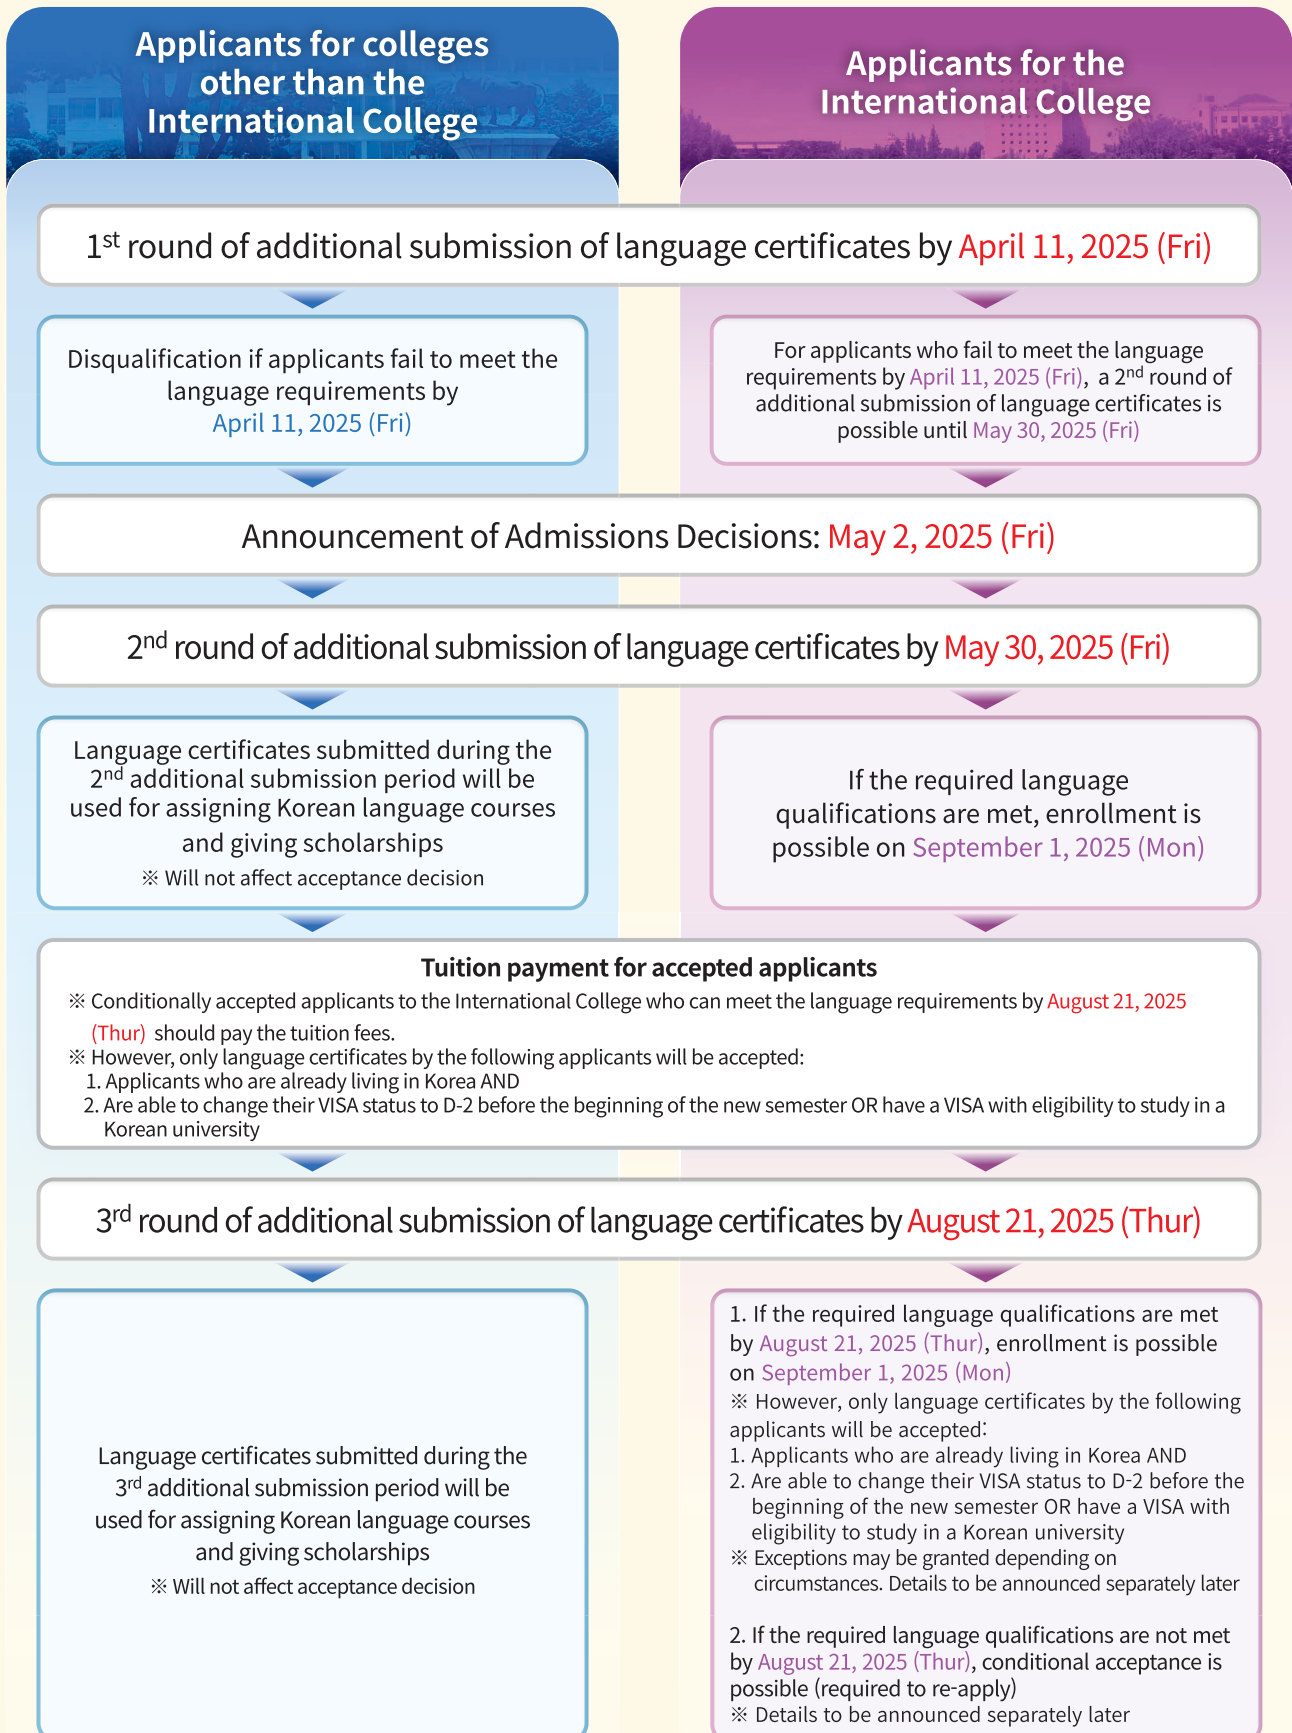 Applicants for colleges
other than the
International College
Applicants for the
International College
1st round of additional submission of language certificates by April 11, 2025 (Fri)
Disqualification if applicants fail to meet the
language requirements by
April 11, 2025 (Fri)
For applicants who fail to meet the language
requirements by April 11, 2025 (Fri), a 2nd round of
additional submission of language certificates is
possible until May 30, 2025 (Fri)
Announcement of Admissions Decisions: May 2, 2025 (Fri)
2nd round of additional submission of language certificates by May 30, 2025 (Fri)
Language certificates submitted during the
2nd additional submission period will be
used for assigning Korean language courses
and giving scholarships
※ Will not affect acceptance decision
If the required language
qualifications are met, enrollment is
possible on September 1, 2025 (Mon)
Tuition payment for accepted applicants
※ Conditionally accepted applicants to the International College who can meet the language requirements by August 21, 2025
(Thur) should pay the tuition fees.
※ However, only language certificates by the following applicants will be accepted:
1. Applicants who are already living in Korea AND
2. Are able to change their VISA status to D-2 before the beginning of the new semester OR have a VISA with eligibility to study in a
Korean university
3rd round of additional submission of language certificates by August 21, 2025 (Thur)
Language certificates submitted during the
3rd additional submission period will be
used for assigning Korean language courses
and giving scholarships
※ Will not affect acceptance decision
1. If the required language qualifications are met
by August 21, 2025 (Thur), enrollment is possible
on September 1, 2025 (Mon)
※ However, only language certificates by the following
applicants will be accepted:
1. Applicants who are already living in Korea AND
2. Are able to change their VISA status to D-2 before the
beginning of the new semester OR have a VISA with
eligibility to study in a Korean university
※ Exceptions may be granted depending on
circumstances. Details to be announced separately later
2. If the required language qualifications are not met
by August 21, 2025 (Thur), conditional acceptance is
possible (required to re-apply)
※ Details to be announced separately later